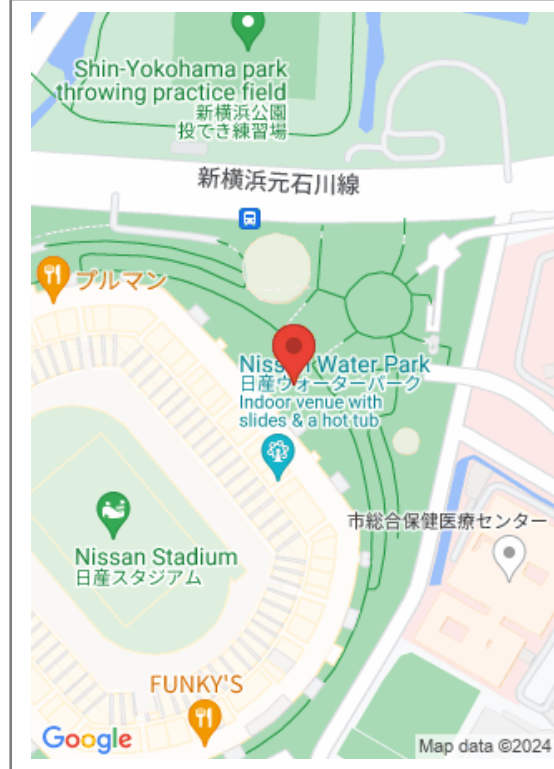 Shin-Yokohama park
throwing practice field
新横浜公園
投てき練習場
新横浜元石川線
プルマン
Nissan Water Park
日産ウォーターパーク
Indoor venue with
slides & a hot tub
市総合保健医療センター
Nissan Stadium
日産スタジアム
FUNKY'S
Google
Map data ©2024